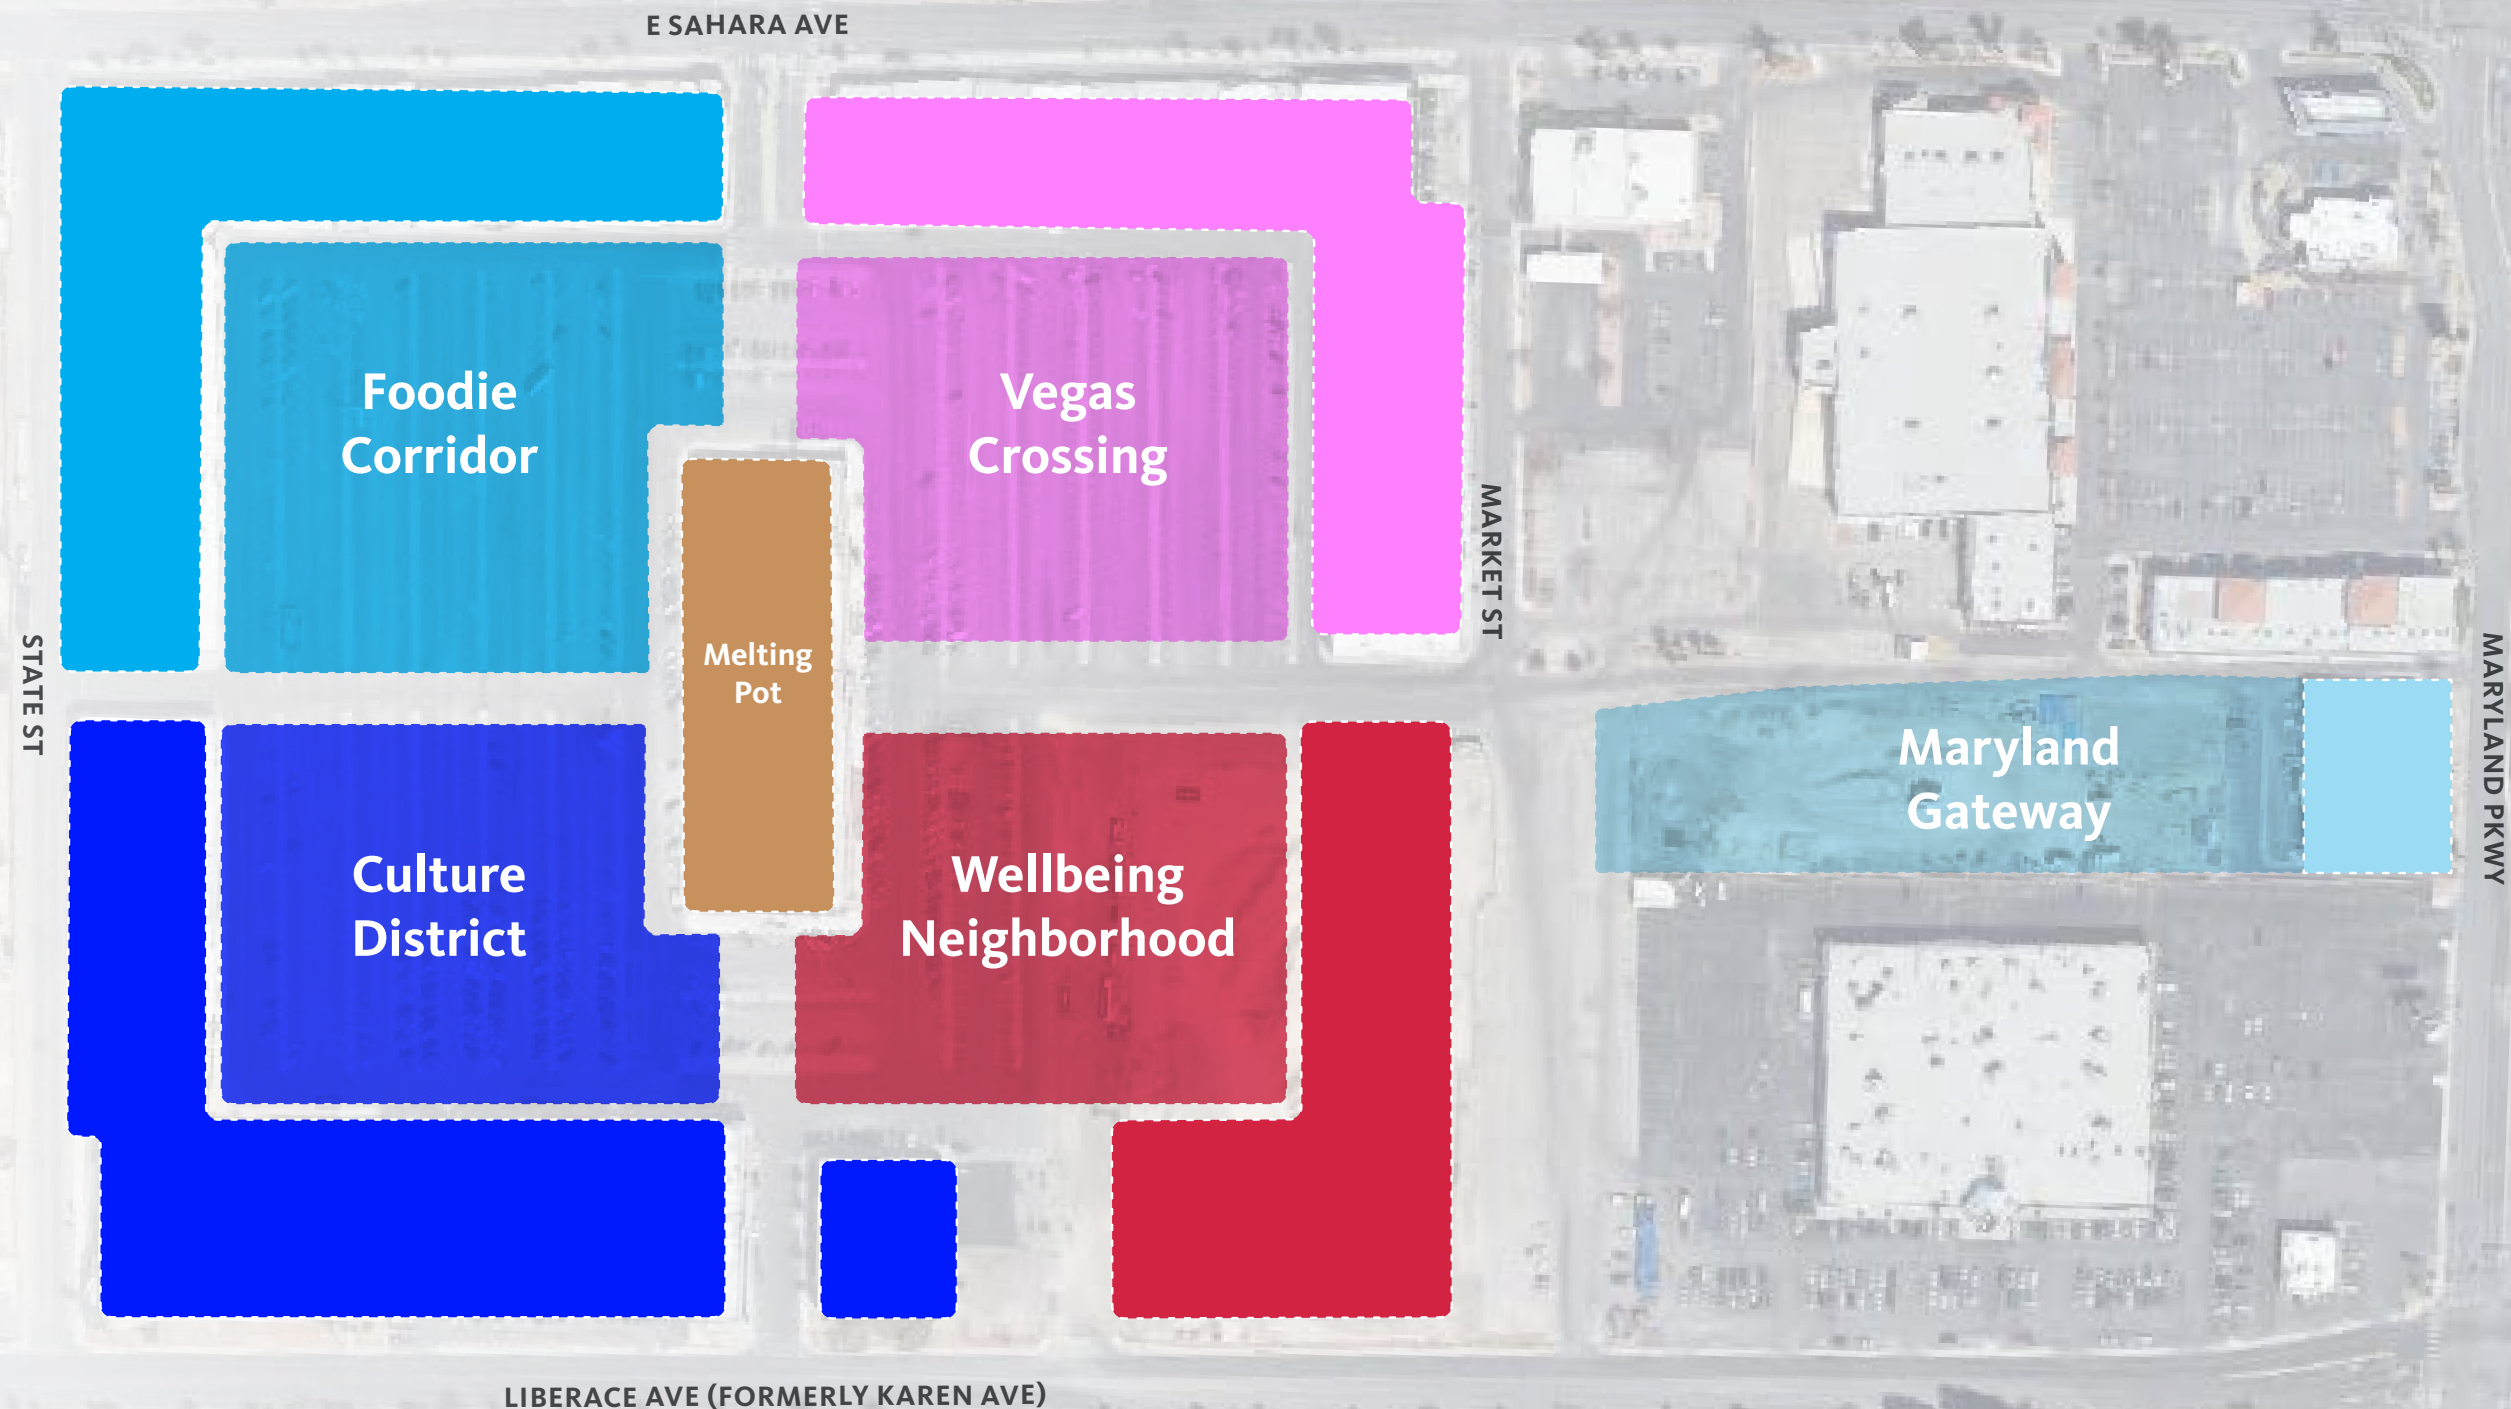 E SAHARA AVE
Foodie
Corridor
Vegas
Crossing
MARKET ST
STATE ST
Melting
Pot
MARYLAND PKWY
Maryland
Gateway
Culture
District
Wellbeing
Neighborhood
LIBERACE AVE (FORMERLY KAREN AVE)